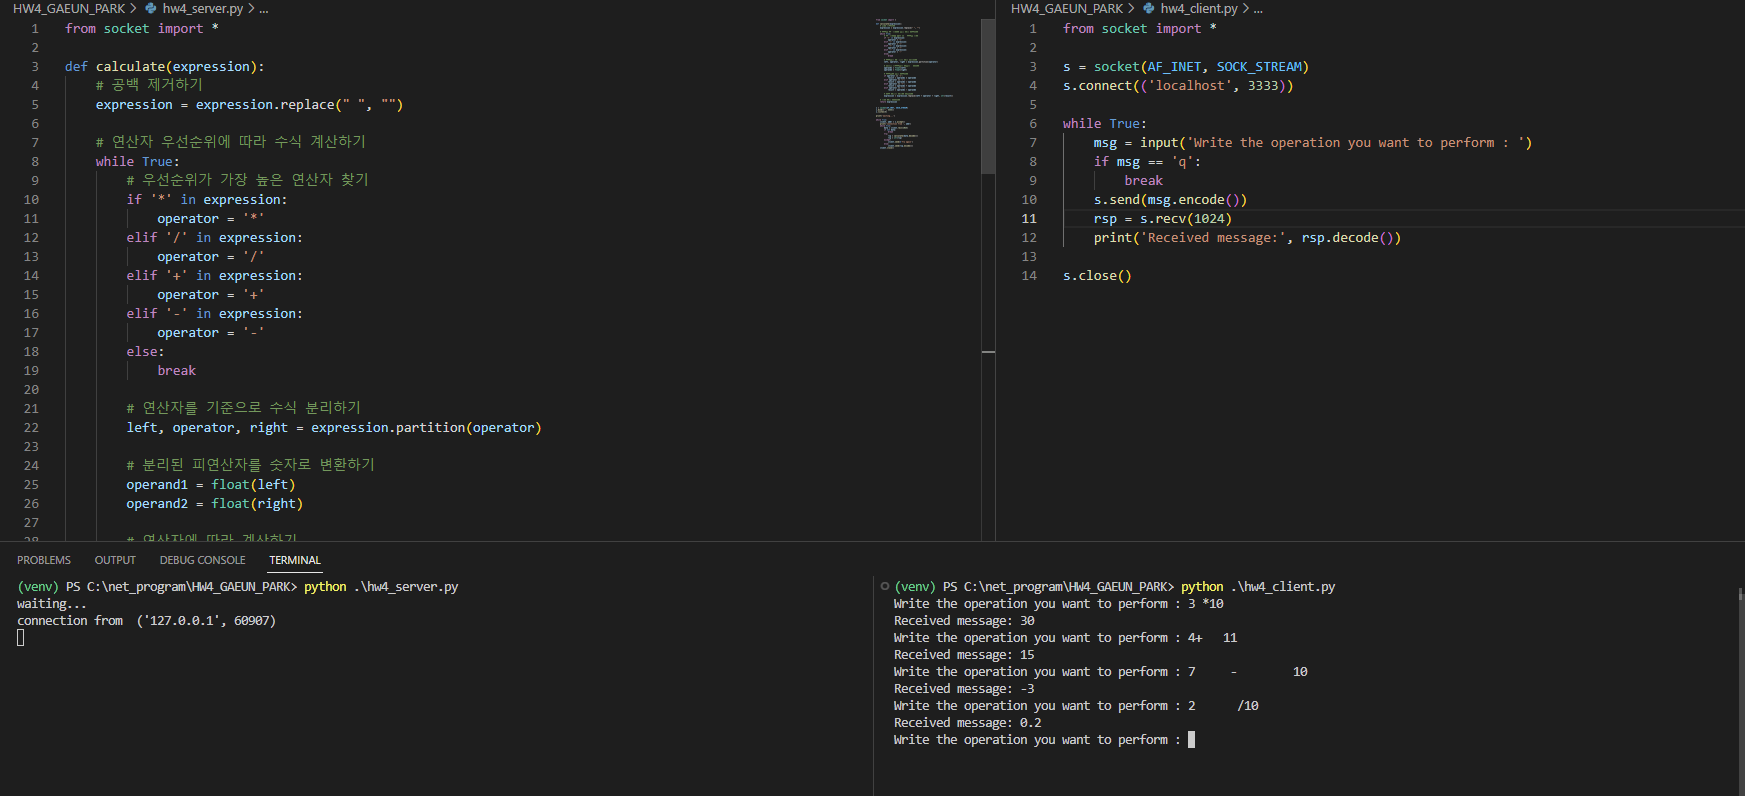 HW4_GAEUN_PARK > hw4_server.py > ...
1 from socket import *
2
3 def calculate(expression):
4 # 공백 제거하기
5 expression = expression.replace(" ", "")
6
7 # 연산자 우선순위에 따라 수식 계산하기
8 while True:
9 # 우선순위가 가장 높은 연산자 찾기
10 if '*' in expression:
11 operator = '*'
12 elif '/' in expression:
13 operator = '/'
14 elif '+' in expression:
15 operator = '+'
16 elif '-' in expression:
17 operator = '-'
18 else:
19 break
20
21 # 연산자를 기준으로 수식 분리하기
22 left, operator, right = expression.partition(operator)
23
24 # 분리된 피연산자를 숫자로 변환하기
25 operand1 = float(left)
26 operand2 = float(right)
27
28 # 연산자에 따라 계산하기
HW4_GAEUN_PARK > hw4_client.py > ...
1 from socket import *
2
3 s = socket(AF_INET, SOCK_STREAM)
4 s.connect(('localhost', 3333))
5
6 while True:
7 msg = input('Write the operation you want to perform : ')
8 if msg == 'q':
9 break
10 s.send(msg.encode())
11 rsp = s.recv(1024)
12 print('Received message:', rsp.decode())
13
14 s.close()
PROBLEMS OUTPUT DEBUG CONSOLE TERMINAL
(venv) PS C:\net_program\HW4_GAEUN_PARK> python .\hw4_server.py
waiting...
connection from  ('127.0.0.1', 60907)
(venv) PS C:\net_program\HW4_GAEUN_PARK> python .\hw4_client.py
Write the operation you want to perform : 3 *10
Received message: 30
Write the operation you want to perform : 4+   11
Received message: 15
Write the operation you want to perform : 7     -        10
Received message: -3
Write the operation you want to perform : 2      /10
Received message: 0.2
Write the operation you want to perform :